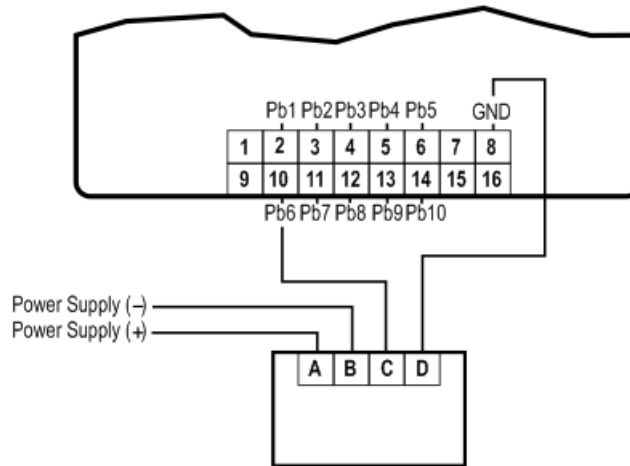 Pb1 Pb2 Pb3 Pb4 Pb5 GND
1 2 3 4 5 6 7 8
9 10 11 12 13 14 15 16
Pb6 Pb7 Pb8 Pb9 Pb10
Power Supply (–)
Power Supply (+)
A B C D